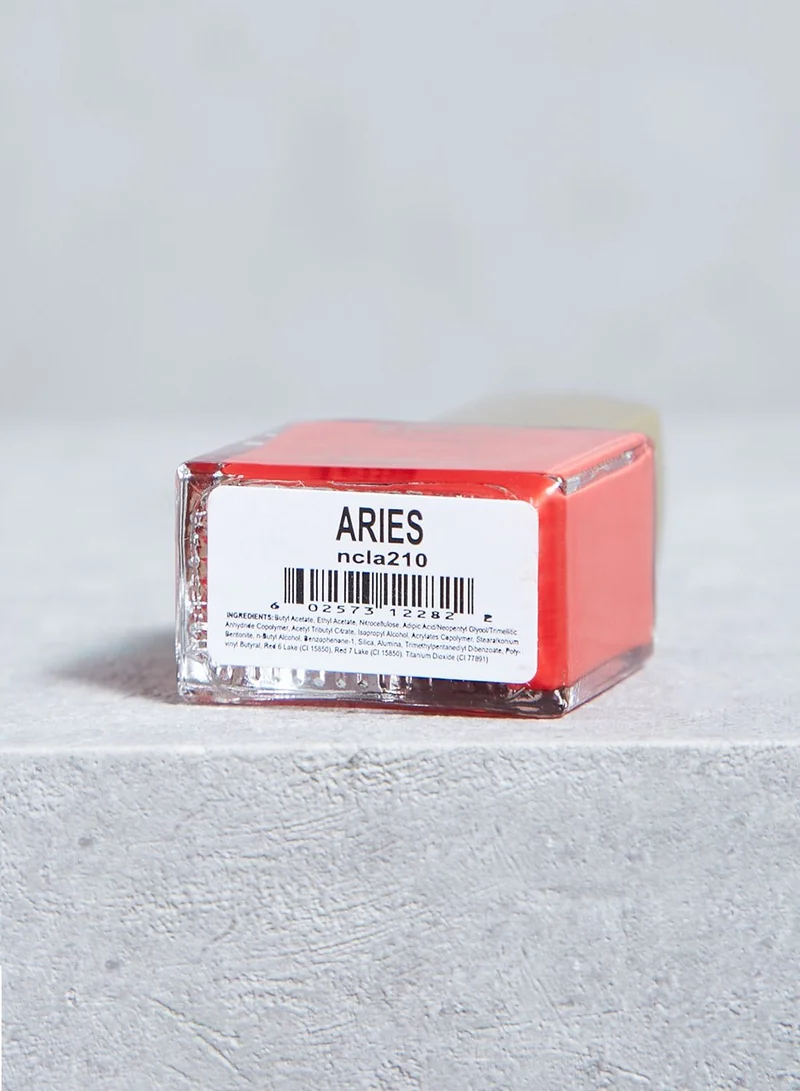 ARIES
ncla210
6 02573 12282
INGREDIENTS: Butyl Acetate, Ethyl Acetate, Nitrocellulose, Adipic Acid/Neopentyl Glycol/Trimellitic
Anhydride Copolymer, Acetyl Tributyl Citrate, Isopropyl Alcohol, Acrylates Copolymer, Stearalkonium
Bentonite, n-Butyl Alcohol, Benzophenone-1, Silica, Alumina, Trimethylpentanediyl Dibenzoate, Poly-
vinyl Butyral, Red 6 Lake (CI 15850), Red 7 Lake (CI 15850), Titanium Dioxide (CI 77891)